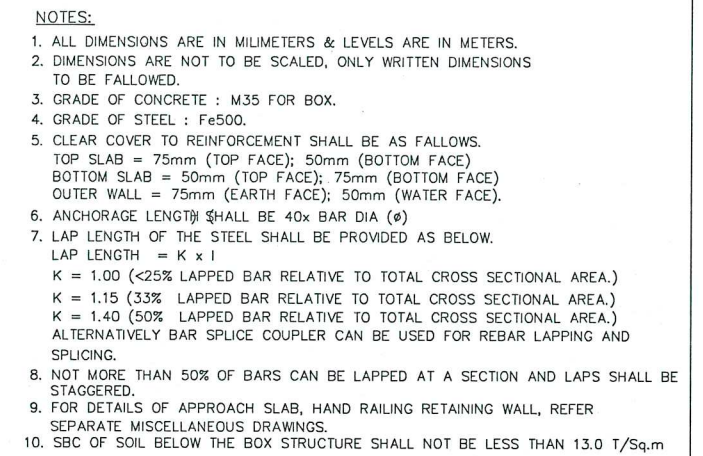 NOTES:
1. ALL DIMENSIONS ARE IN MILIMETERS & LEVELS ARE IN METERS.
2. DIMENSIONS ARE NOT TO BE SCALED, ONLY WRITTEN DIMENSIONS
TO BE FALLOWED.
3. GRADE OF CONCRETE : M35 FOR BOX.
4. GRADE OF STEEL : Fe500.
5. CLEAR COVER TO REINFORCEMENT SHALL BE AS FALLOWS.
TOP SLAB = 75mm (TOP FACE); 50mm (BOTTOM FACE)
BOTTOM SLAB = 50mm (TOP FACE); 75mm (BOTTOM FACE)
OUTER WALL = 75mm (EARTH FACE); 50mm (WATER FACE).
6. ANCHORAGE LENGTH SHALL BE 40x BAR DIA (ø)
7. LAP LENGTH OF THE STEEL SHALL BE PROVIDED AS BELOW.
LAP LENGTH = K x l
K = 1.00 (<25% LAPPED BAR RELATIVE TO TOTAL CROSS SECTIONAL AREA.)
K = 1.15 (33% LAPPED BAR RELATIVE TO TOTAL CROSS SECTIONAL AREA.)
K = 1.40 (50% LAPPED BAR RELATIVE TO TOTAL CROSS SECTIONAL AREA.)
ALTERNATIVELY BAR SPLICE COUPLER CAN BE USED FOR REBAR LAPPING AND
SPLICING.
8. NOT MORE THAN 50% OF BARS CAN BE LAPPED AT A SECTION AND LAPS SHALL BE
STAGGERED.
9. FOR DETAILS OF APPROACH SLAB, HAND RAILING RETAINING WALL, REFER
SEPARATE MISCELLANEOUS DRAWINGS.
10. SBC OF SOIL BELOW THE BOX STRUCTURE SHALL NOT BE LESS THAN 13.0 T/Sq.m